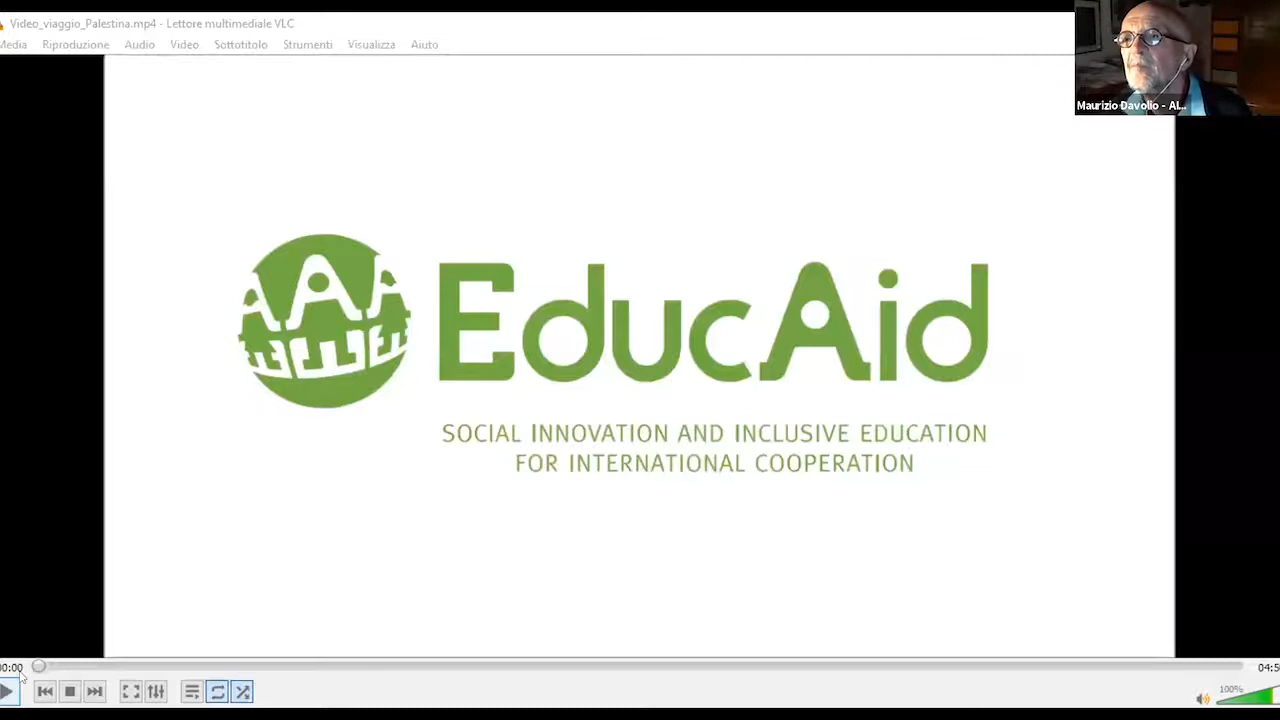 Video_viaggio_Palestina.mp4 - Lettore multimediale VLC
Media Riproduzione Audio Video Sottotitolo Strumenti Visualizza Aiuto
Maurizio Davolio - Al...
EducAid
SOCIAL INNOVATION AND INCLUSIVE EDUCATION
FOR INTERNATIONAL COOPERATION
00:00
100%